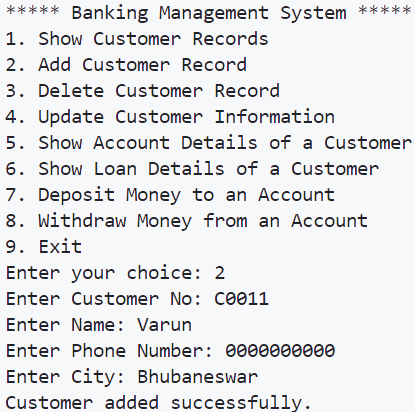 ***** Banking Management System *****
1. Show Customer Records
2. Add Customer Record
3. Delete Customer Record
4. Update Customer Information
5. Show Account Details of a Customer
6. Show Loan Details of a Customer
7. Deposit Money to an Account
8. Withdraw Money from an Account
9. Exit
Enter your choice: 2
Enter Customer No: C0011
Enter Name: Varun
Enter Phone Number: 0000000000
Enter City: Bhubaneswar
Customer added successfully.